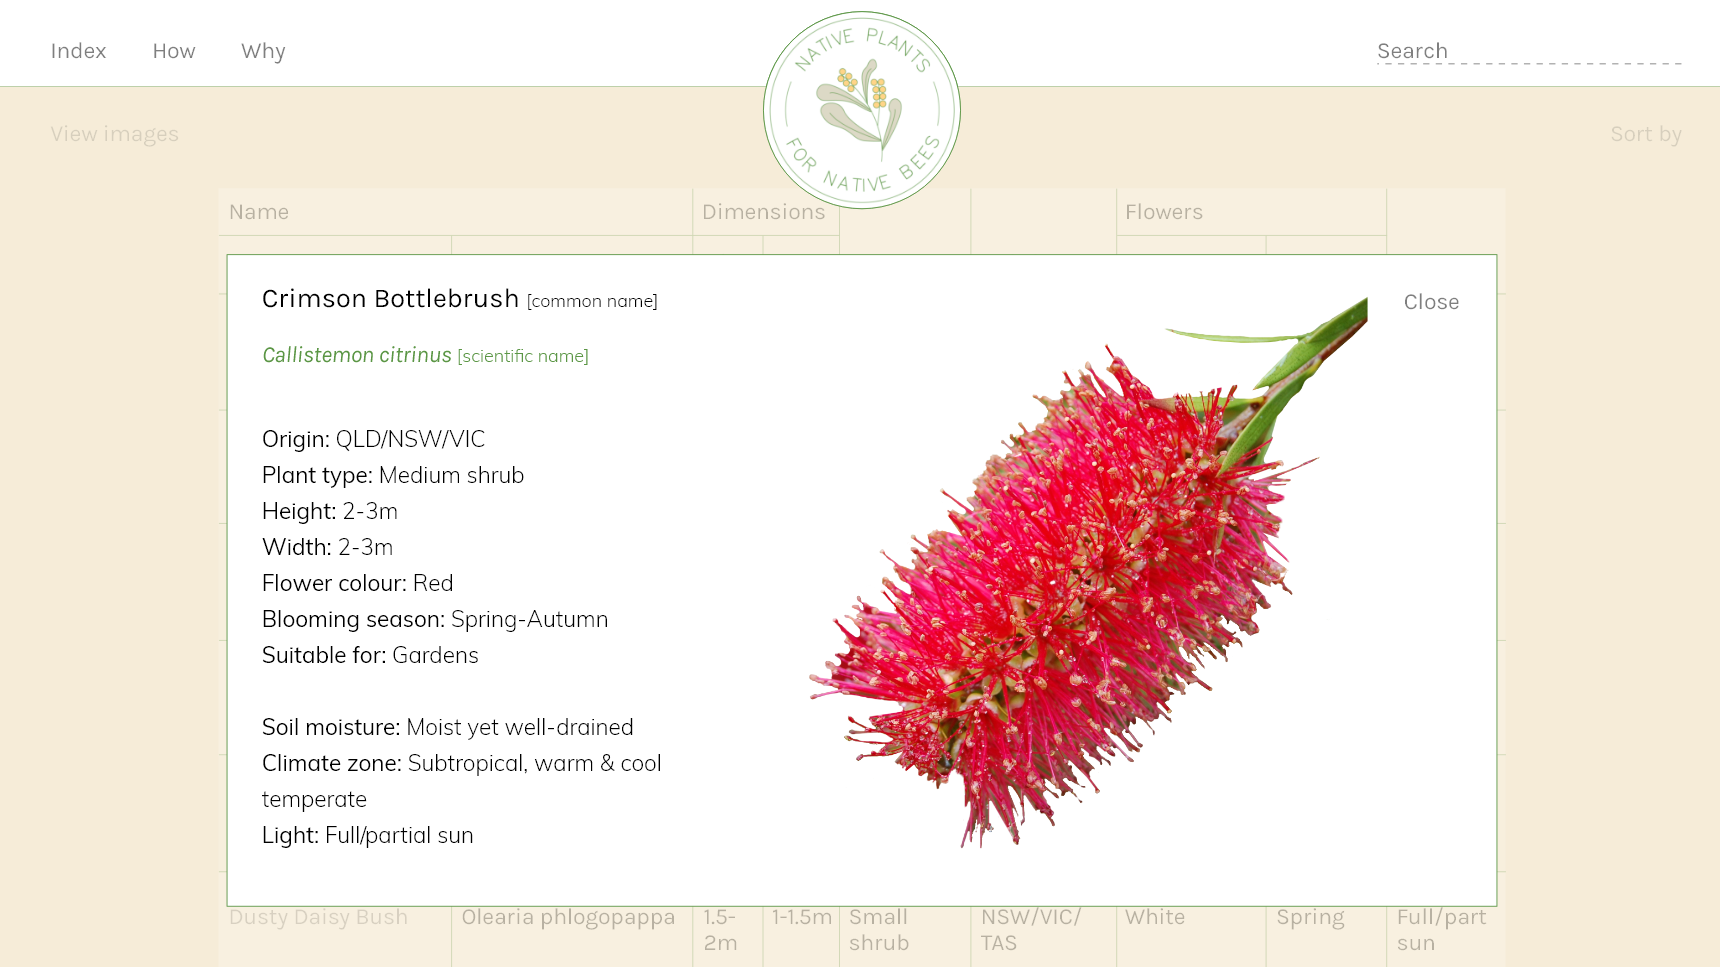 Index How Why Search
NATIVE PLANTS
FOR NATIVE BEES
View images Sort by
Name Dimensions Flowers
Crimson Bottlebrush [common name]
Close
Callistemon citrinus [scientific name]
Origin: QLD/NSW/VIC
Plant type: Medium shrub
Height: 2-3m
Width: 2-3m
Flower colour: Red
Blooming season: Spring-Autumn
Suitable for: Gardens
Soil moisture: Moist yet well-drained
Climate zone: Subtropical, warm & cool
temperate
Light: Full/partial sun
Dusty Daisy Bush Olearia phlogopappa 1.5- 1-1.5m Small NSW/VIC/ White Spring Full/part
2m shrub TAS sun